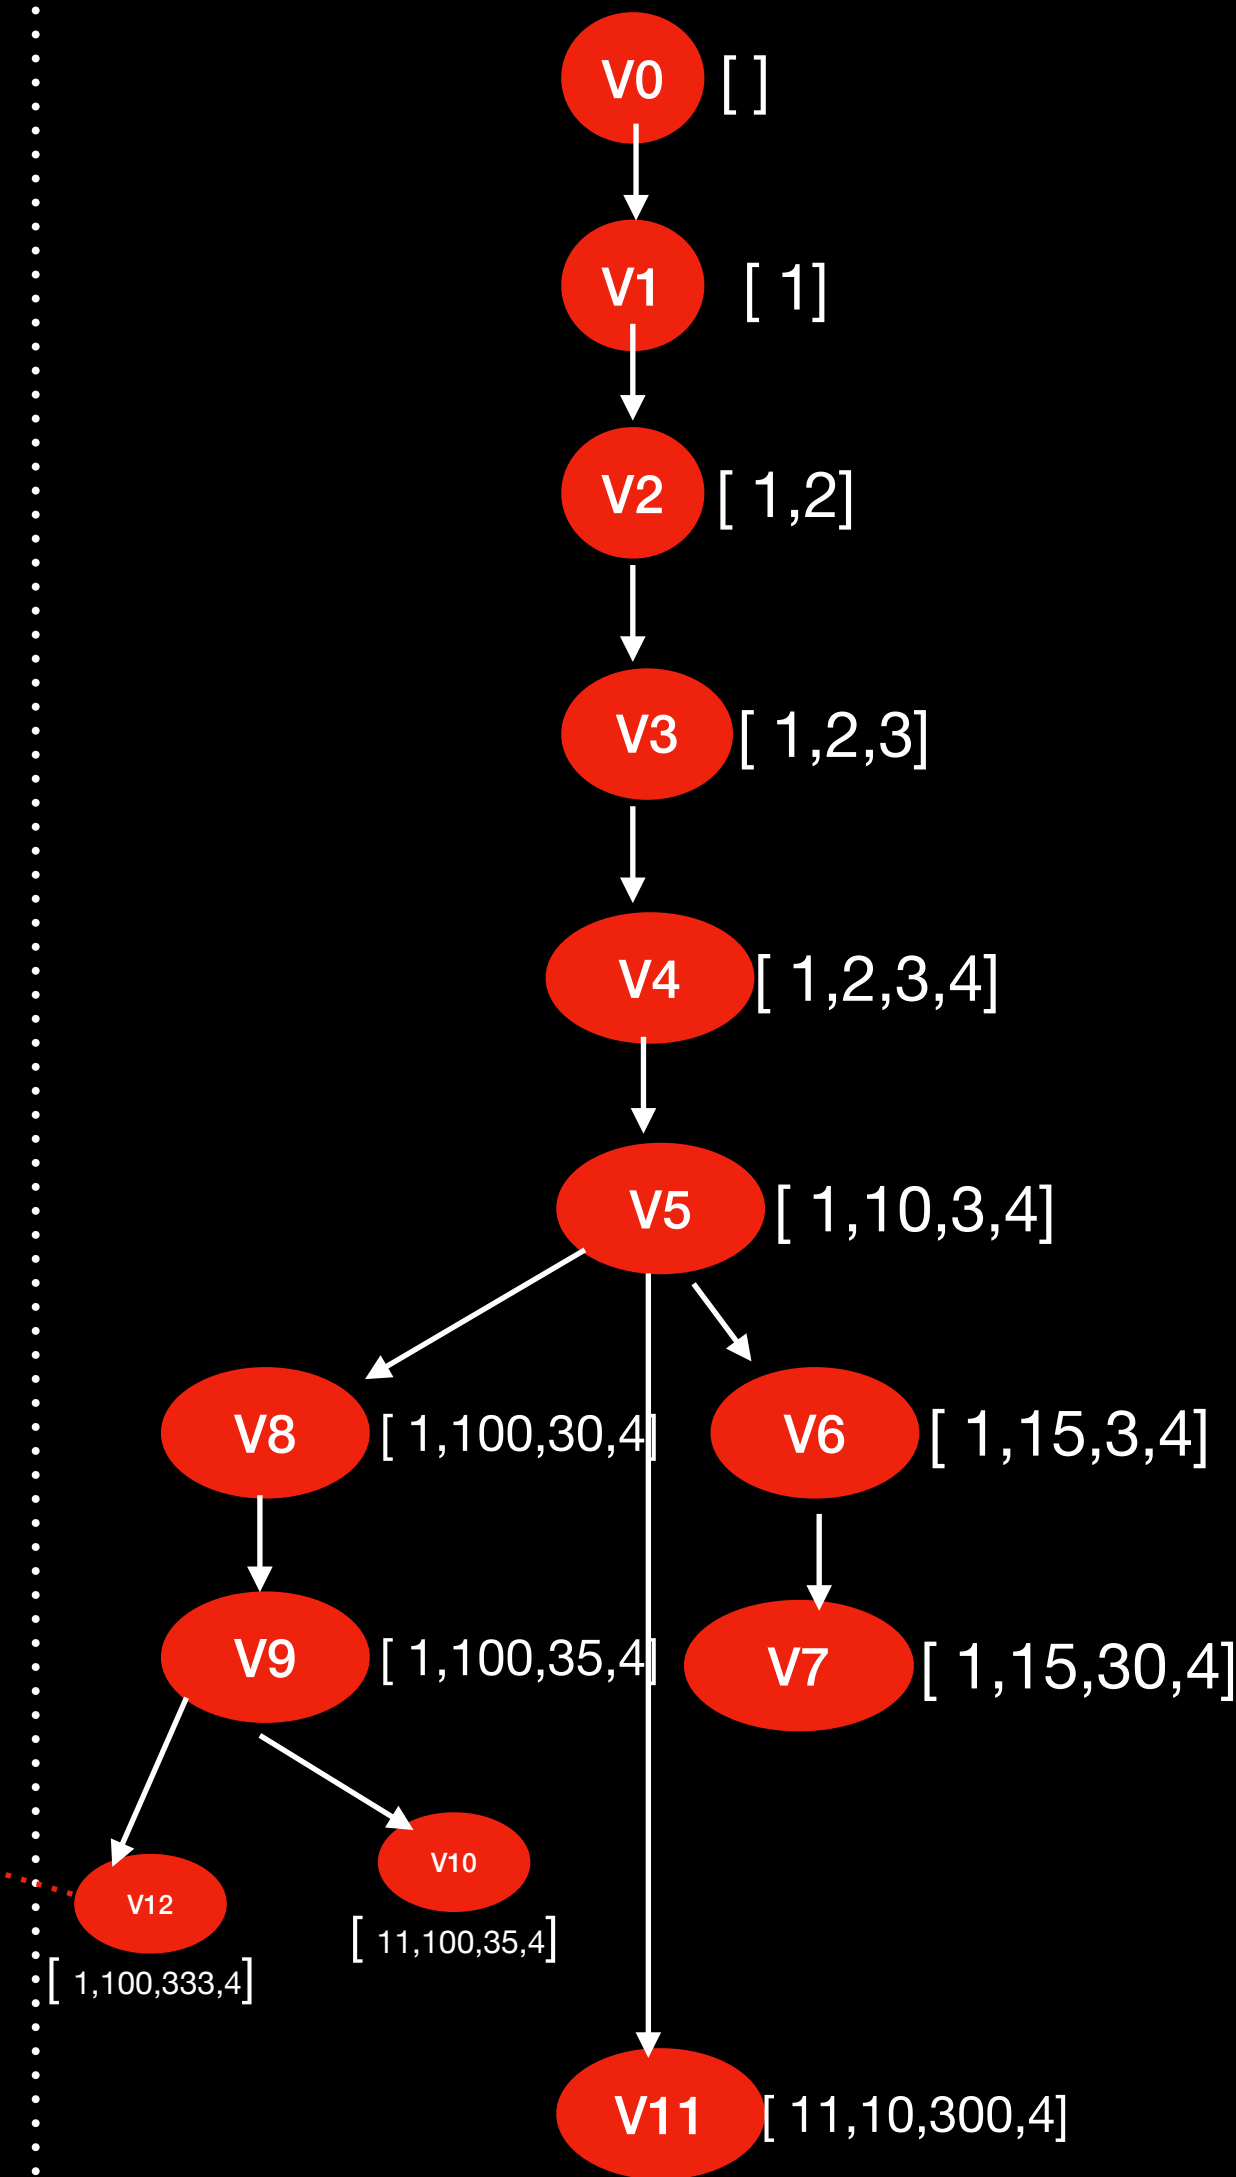 V0 [ ]
V1 [ 1]
V2 [ 1,2]
V3 [ 1,2,3]
V4 [ 1,2,3,4]
V5 [ 1,10,3,4]
V8 [ 1,100,30,4] V6 [ 1,15,3,4]
V9 [ 1,100,35,4] V7 [ 1,15,30,4]
V10
V12
[ 11,100,35,4]
[ 1,100,333,4]
V11 [ 11,10,300,4]